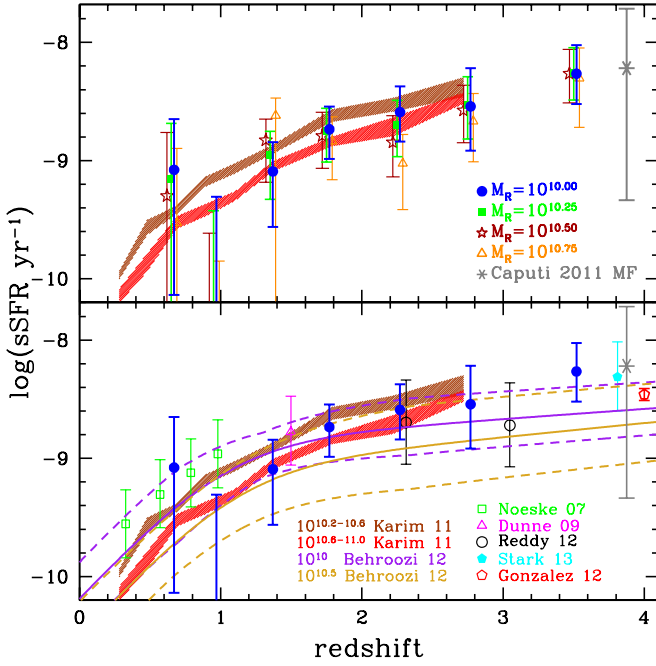 -8
-9
-10
M_R=10^10.00
M_R=10^10.25
M_R=10^10.50
M_R=10^10.75
Caputi 2011 MF
log(sSFR yr⁻¹)
-8
-9
-10
10^10.2-10.6 Karim 11
10^10.6-11.0 Karim 11
10^10 Behroozi 12
10^10.5 Behroozi 12
Noeske 07
Dunne 09
Reddy 12
Stark 13
Gonzalez 12
0 1 2 3 4
redshift